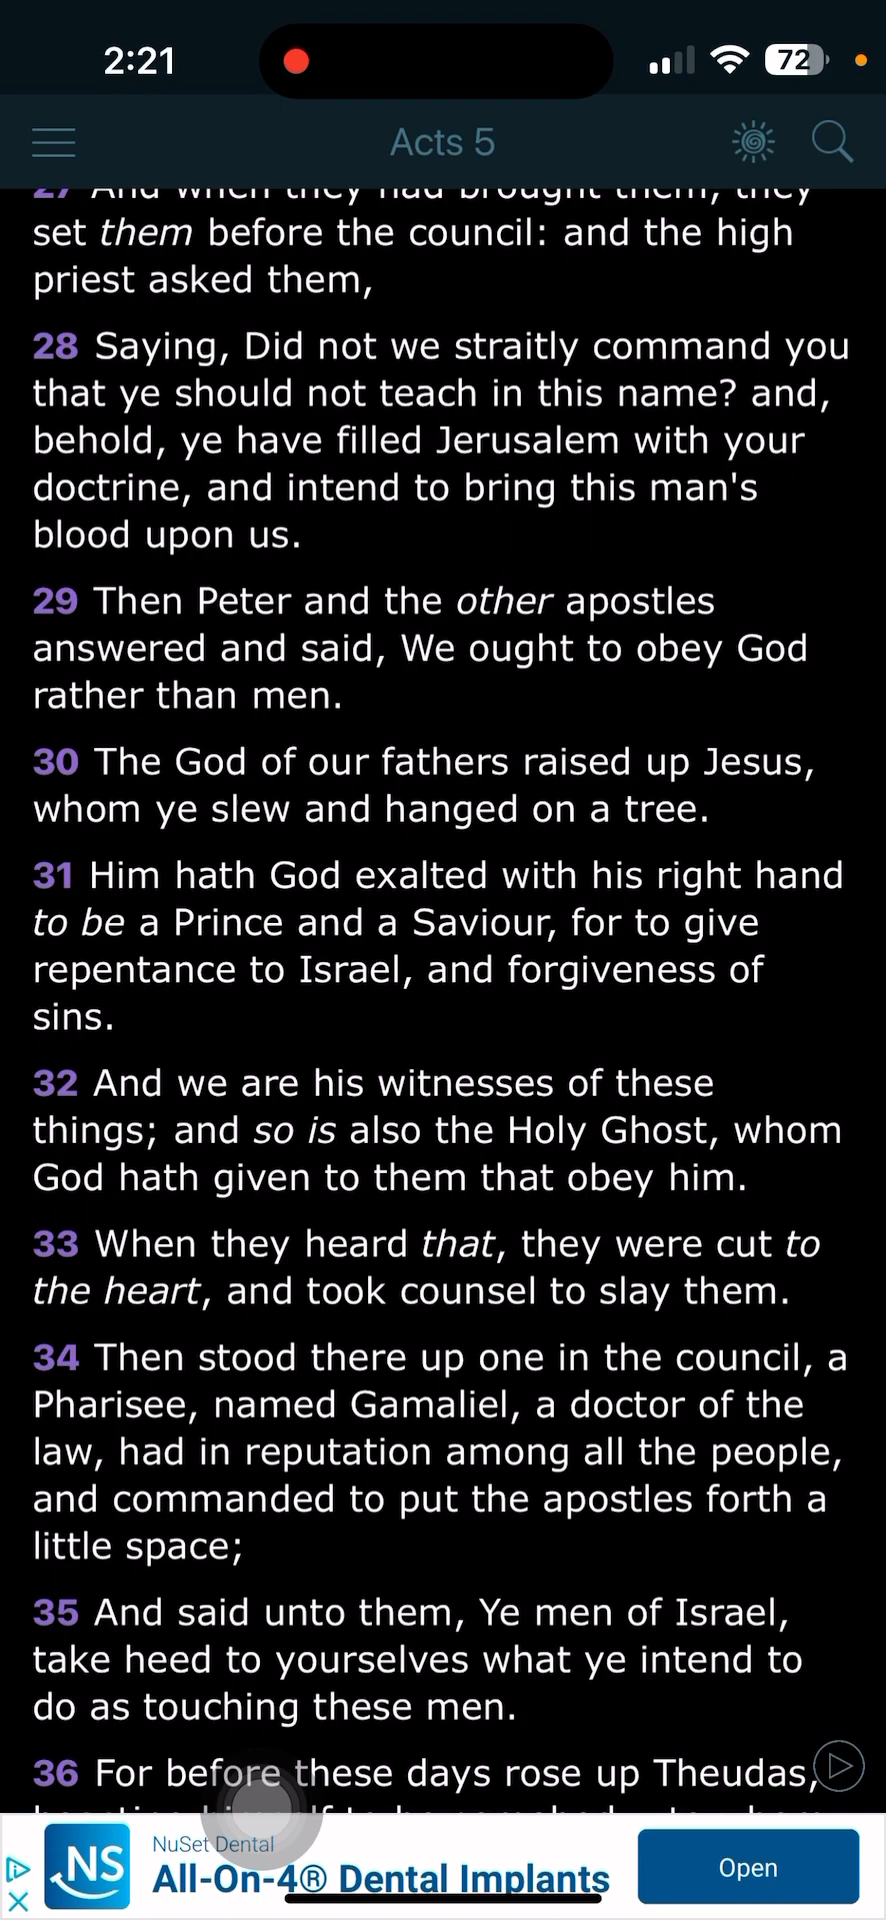 2:21
72
Acts 5
27 And when they had brought them, they
set them before the council: and the high
priest asked them,
28 Saying, Did not we straitly command you
that ye should not teach in this name? and,
behold, ye have filled Jerusalem with your
doctrine, and intend to bring this man's
blood upon us.
29 Then Peter and the other apostles
answered and said, We ought to obey God
rather than men.
30 The God of our fathers raised up Jesus,
whom ye slew and hanged on a tree.
31 Him hath God exalted with his right hand
to be a Prince and a Saviour, for to give
repentance to Israel, and forgiveness of
sins.
32 And we are his witnesses of these
things; and so is also the Holy Ghost, whom
God hath given to them that obey him.
33 When they heard that, they were cut to
the heart, and took counsel to slay them.
34 Then stood there up one in the council, a
Pharisee, named Gamaliel, a doctor of the
law, had in reputation among all the people,
and commanded to put the apostles forth a
little space;
35 And said unto them, Ye men of Israel,
take heed to yourselves what ye intend to
do as touching these men.
36 For before these days rose up Theudas,
NS
NuSet Dental
All-On-4® Dental Implants
Open